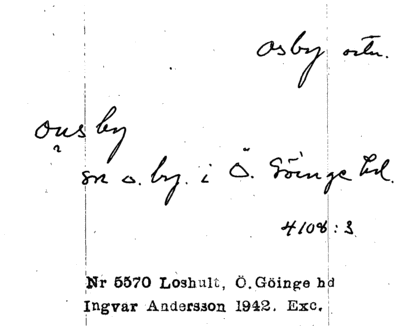 Osby ortn.
ousby
sn o. by. i Ö. Göinge hd.
4108:3
Nr 5570 Loshult, Ö.Göinge hd
Ingvar Andersson 1942. Exc.